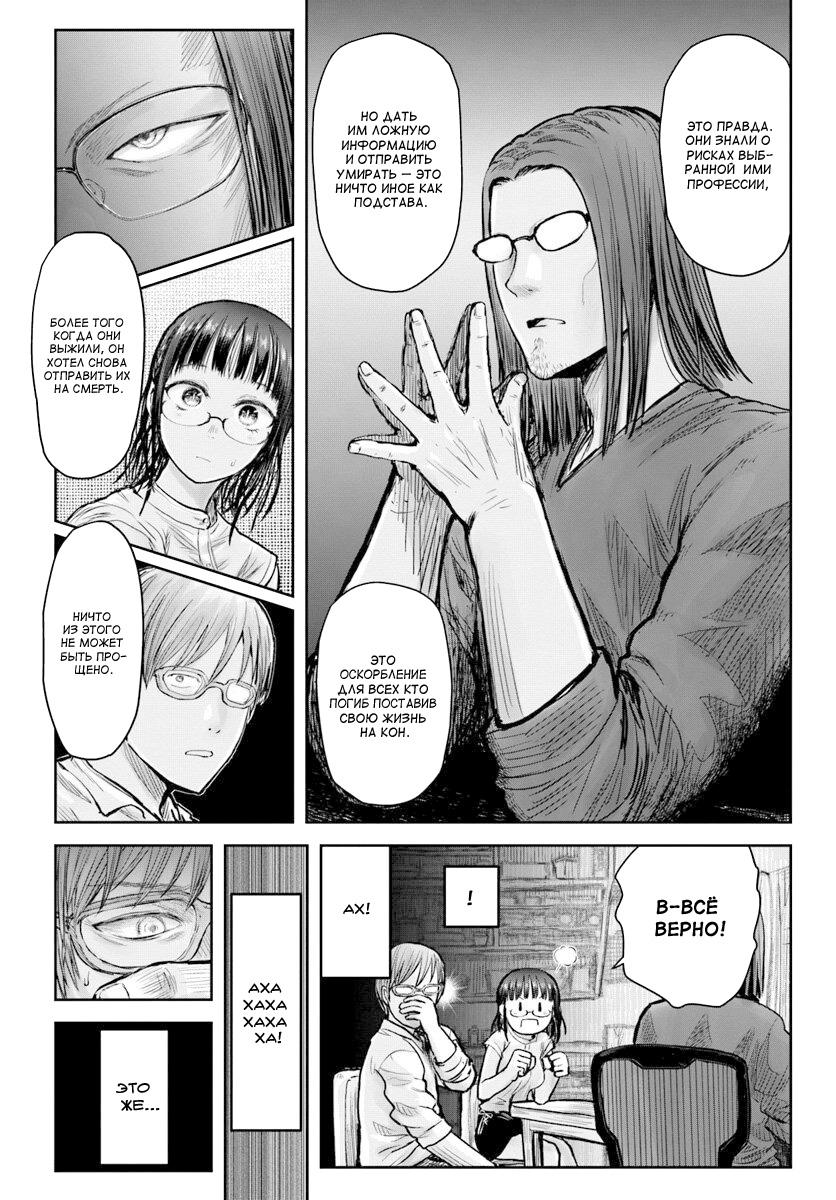 ЭТО ПРАВДА.
ОНИ ЗНАЛИ О
РИСКАХ ВЫБ-
РАННОЙ ИМИ
ПРОФЕССИИ,
НО ДАТЬ
ИМ ЛОЖНУЮ
ИНФОРМАЦИЮ
И ОТПРАВИТЬ
УМИРАТЬ – ЭТО
НИЧТО ИНОЕ КАК
ПОДСТАВА.
ЭТО
ОСКОРБЛЕНИЕ
ДЛЯ ВСЕХ КТО
ПОГИБ ПОСТАВИВ
СВОЮ ЖИЗНЬ
НА КОН.
БОЛЕЕ ТОГО
КОГДА ОНИ
ВЫЖИЛИ, ОН
ХОТЕЛ СНОВА
ОТПРАВИТЬ ИХ
НА СМЕРТЬ.
НИЧТО
ИЗ ЭТОГО
НЕ МОЖЕТ
БЫТЬ ПРО-
ЩЕНО.
В-ВСЁ
ВЕРНО!
!
АХ!
АХА
ХАХА
ХАХА
ХА!
ЭТО
ЖЕ...